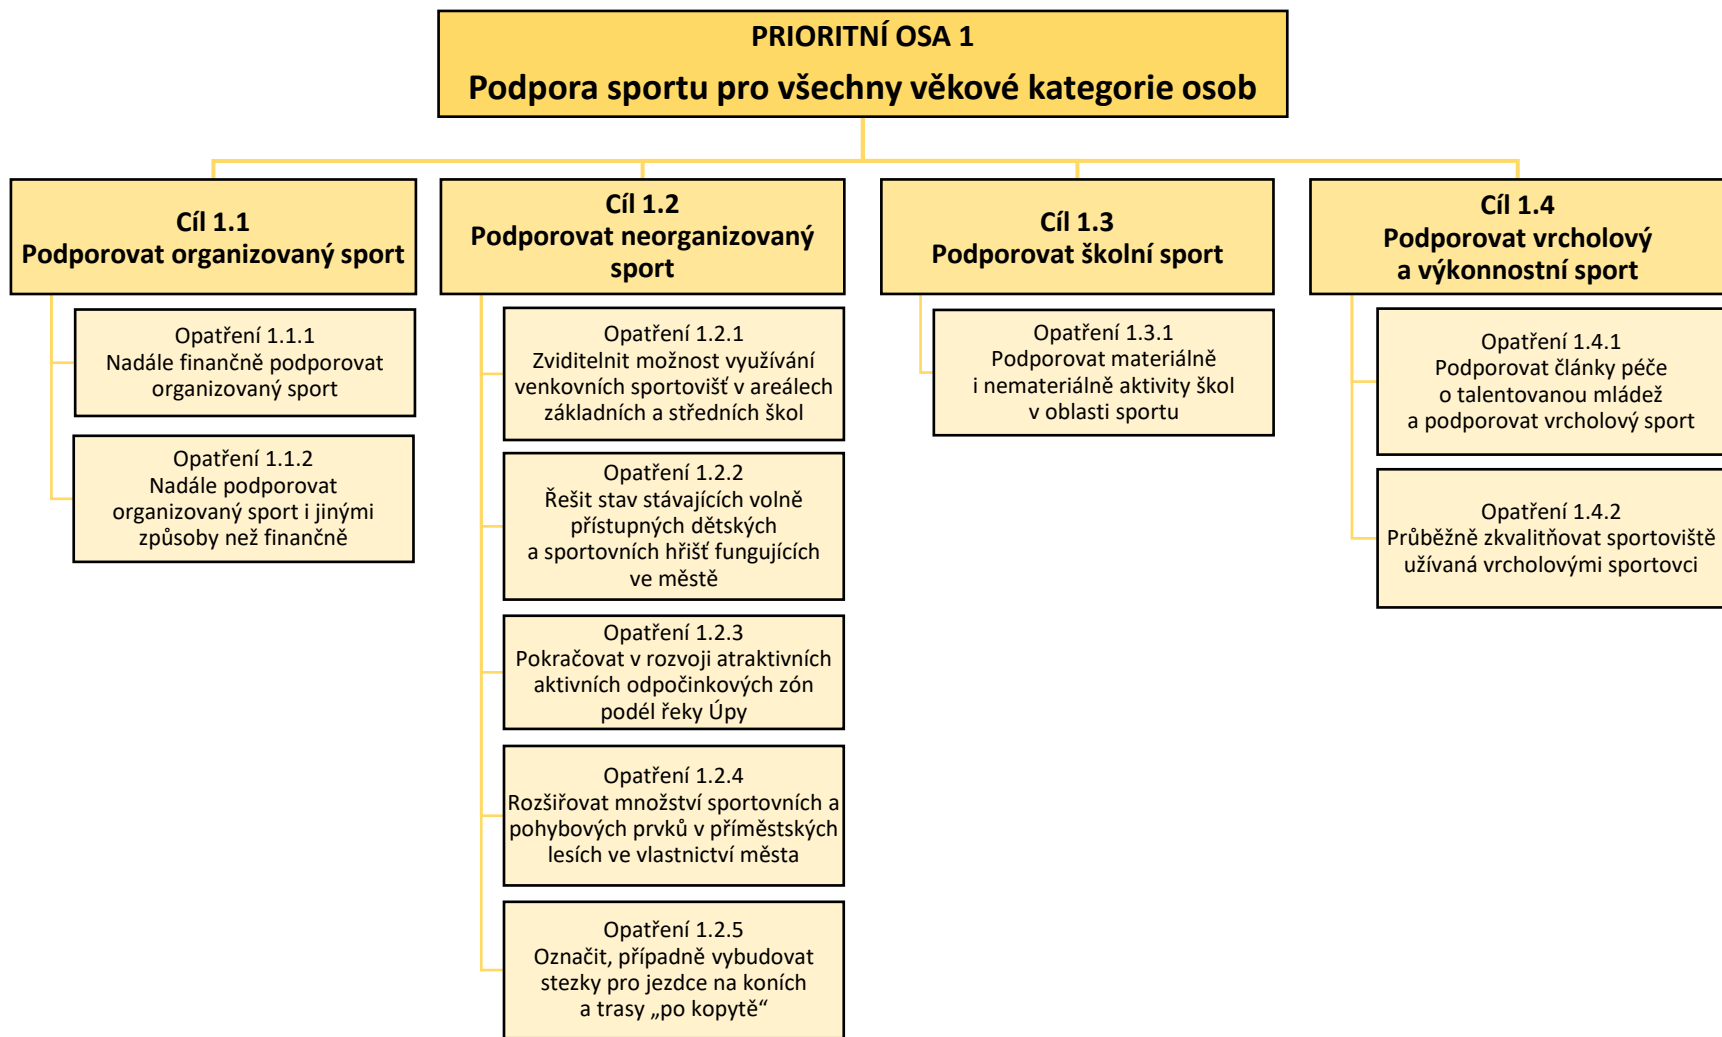 PRIORITNÍ OSA 1
Podpora sportu pro všechny věkové kategorie osob
Cíl 1.1
Podporovat organizovaný sport
Opatření 1.1.1
Nadále finančně podporovat
organizovaný sport
Opatření 1.1.2
Nadále podporovat
organizovaný sport i jinými
způsoby než finančně
Cíl 1.2
Podporovat neorganizovaný
sport
Opatření 1.2.1
Zviditelnit možnost využívání
venkovních sportovišť v areálech
základních a středních škol
Opatření 1.2.2
Řešit stav stávajících volně
přístupných dětských
a sportovních hřišť fungujících
ve městě
Opatření 1.2.3
Pokračovat v rozvoji atraktivních
aktivních odpočinkových zón
podél řeky Úpy
Opatření 1.2.4
Rozšiřovat množství sportovních a
pohybových prvků v příměstských
lesích ve vlastnictví města
Opatření 1.2.5
Označit, případně vybudovat
stezky pro jezdce na koních
a trasy „po kopytě“
Cíl 1.3
Podporovat školní sport
Opatření 1.3.1
Podporovat materiálně
i nemateriálně aktivity škol
v oblasti sportu
Cíl 1.4
Podporovat vrcholový
a výkonnostní sport
Opatření 1.4.1
Podporovat články péče
o talentovanou mládež
a podporovat vrcholový sport
Opatření 1.4.2
Průběžně zkvalitňovat sportoviště
užívaná vrcholovými sportovci